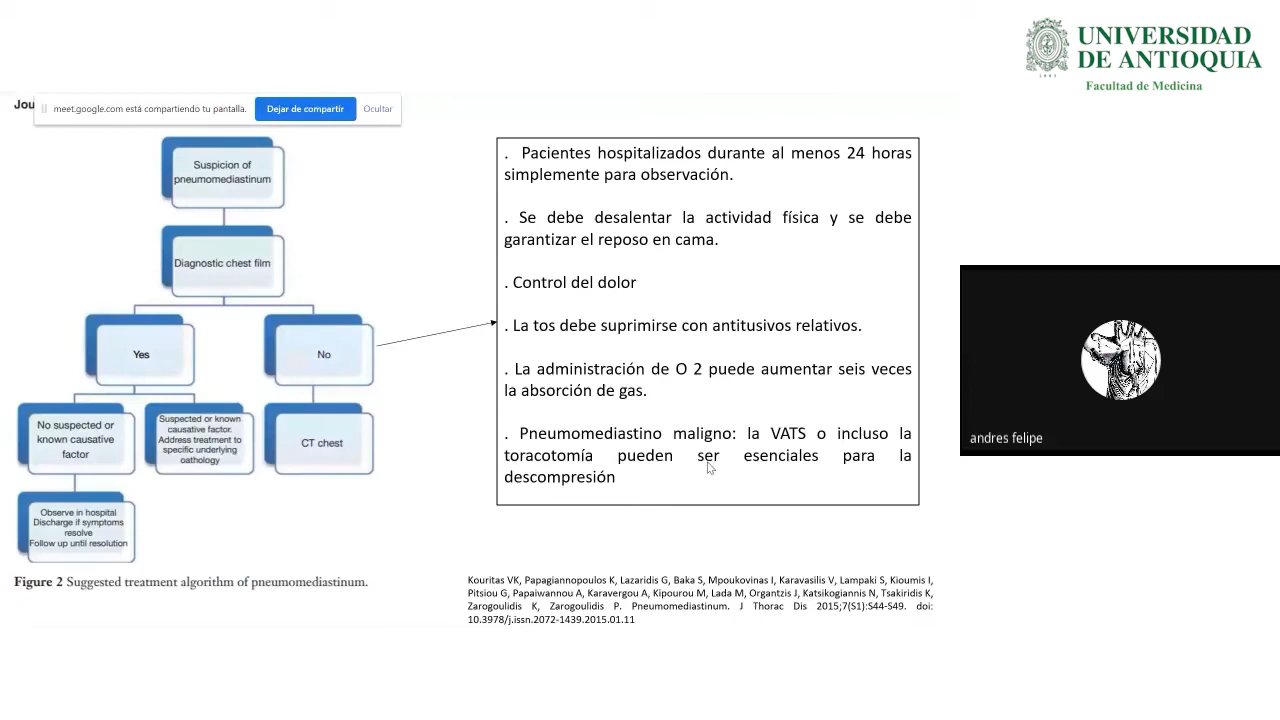 UNIVERSIDAD
DE ANTIOQUIA
Facultad de Medicina
1803
Jou
meet.google.com está compartiendo tu pantalla.
Dejar de compartir
Ocultar
Suspicion of
pneumomediastinum
Diagnostic chest film
Yes
No
No suspected or
known causative
factor
Suspected or known
causative factor.
Address treatment to
specific underlying
oathology
CT chest
Observe in hospital
Discharge if symptoms
resolve
Follow up until resolution
Figure 2 Suggested treatment algorithm of pneumomediastinum.
. Pacientes hospitalizados durante al menos 24 horas
simplemente para observación.
. Se debe desalentar la actividad física y se debe
garantizar el reposo en cama.
. Control del dolor
. La tos debe suprimirse con antitusivos relativos.
. La administración de O 2 puede aumentar seis veces
la absorción de gas.
. Pneumomediastino maligno: la VATS o incluso la
toracotomía pueden ser esenciales para la
descompresión
Kouritas VK, Papagiannopoulos K, Lazaridis G, Baka S, Mpoukovinas I, Karavasilis V, Lampaki S, Kioumis I,
Pitsiou G, Papaiwannou A, Karavergou A, Kipourou M, Lada M, Organtzis J, Katsikogiannis N, Tsakiridis K,
Zarogoulidis K, Zarogoulidis P. Pneumomediastinum. J Thorac Dis 2015;7(S1):S44-S49. doi:
10.3978/j.issn.2072-1439.2015.01.11
andres felipe